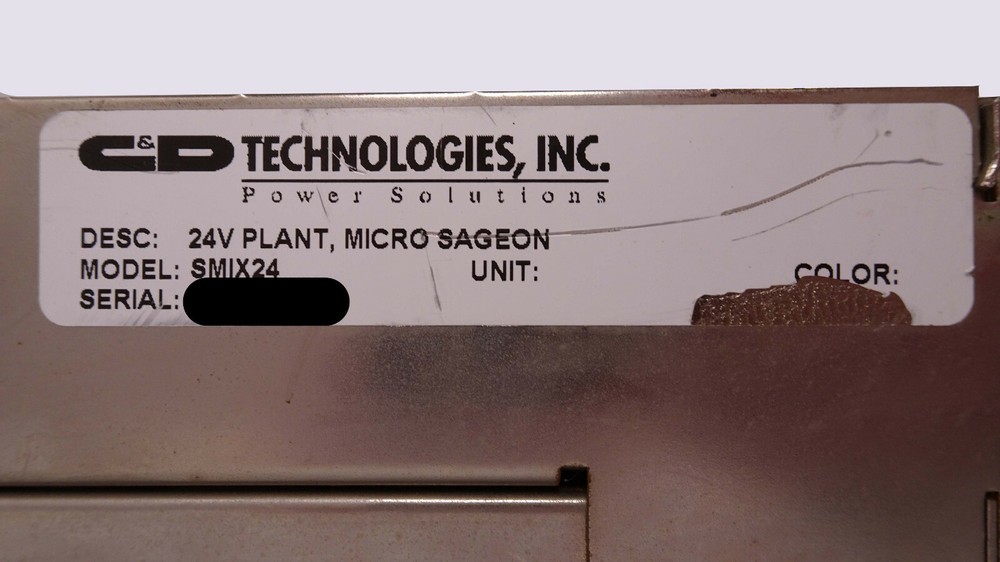 C&D TECHNOLOGIES, INC.
Power Solutions
DESC: 24V PLANT, MICRO SAGEON
MODEL: SMIX24 UNIT: COLOR:
SERIAL: